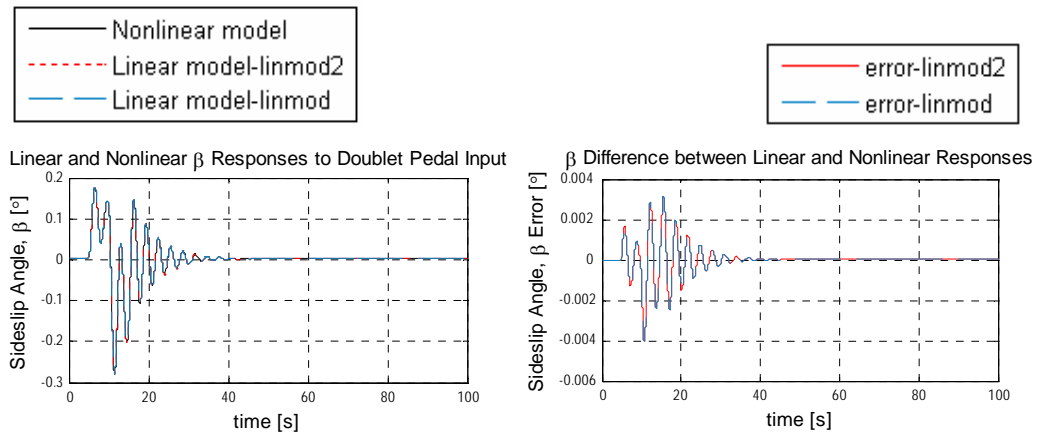 Nonlinear model
Linear model-linmod2
Linear model-linmod
error-linmod2
error-linmod
Linear and Nonlinear β Responses to Doublet Pedal Input
Sideslip Angle, β [º]
0.2
0.1
0
-0.1
-0.2
-0.3
0 20 40 60 80 100
time [s]
β Difference between Linear and Nonlinear Responses
Sideslip Angle, β Error [º]
0.004
0.002
0
-0.002
-0.004
-0.006
0 20 40 60 80 100
time [s]